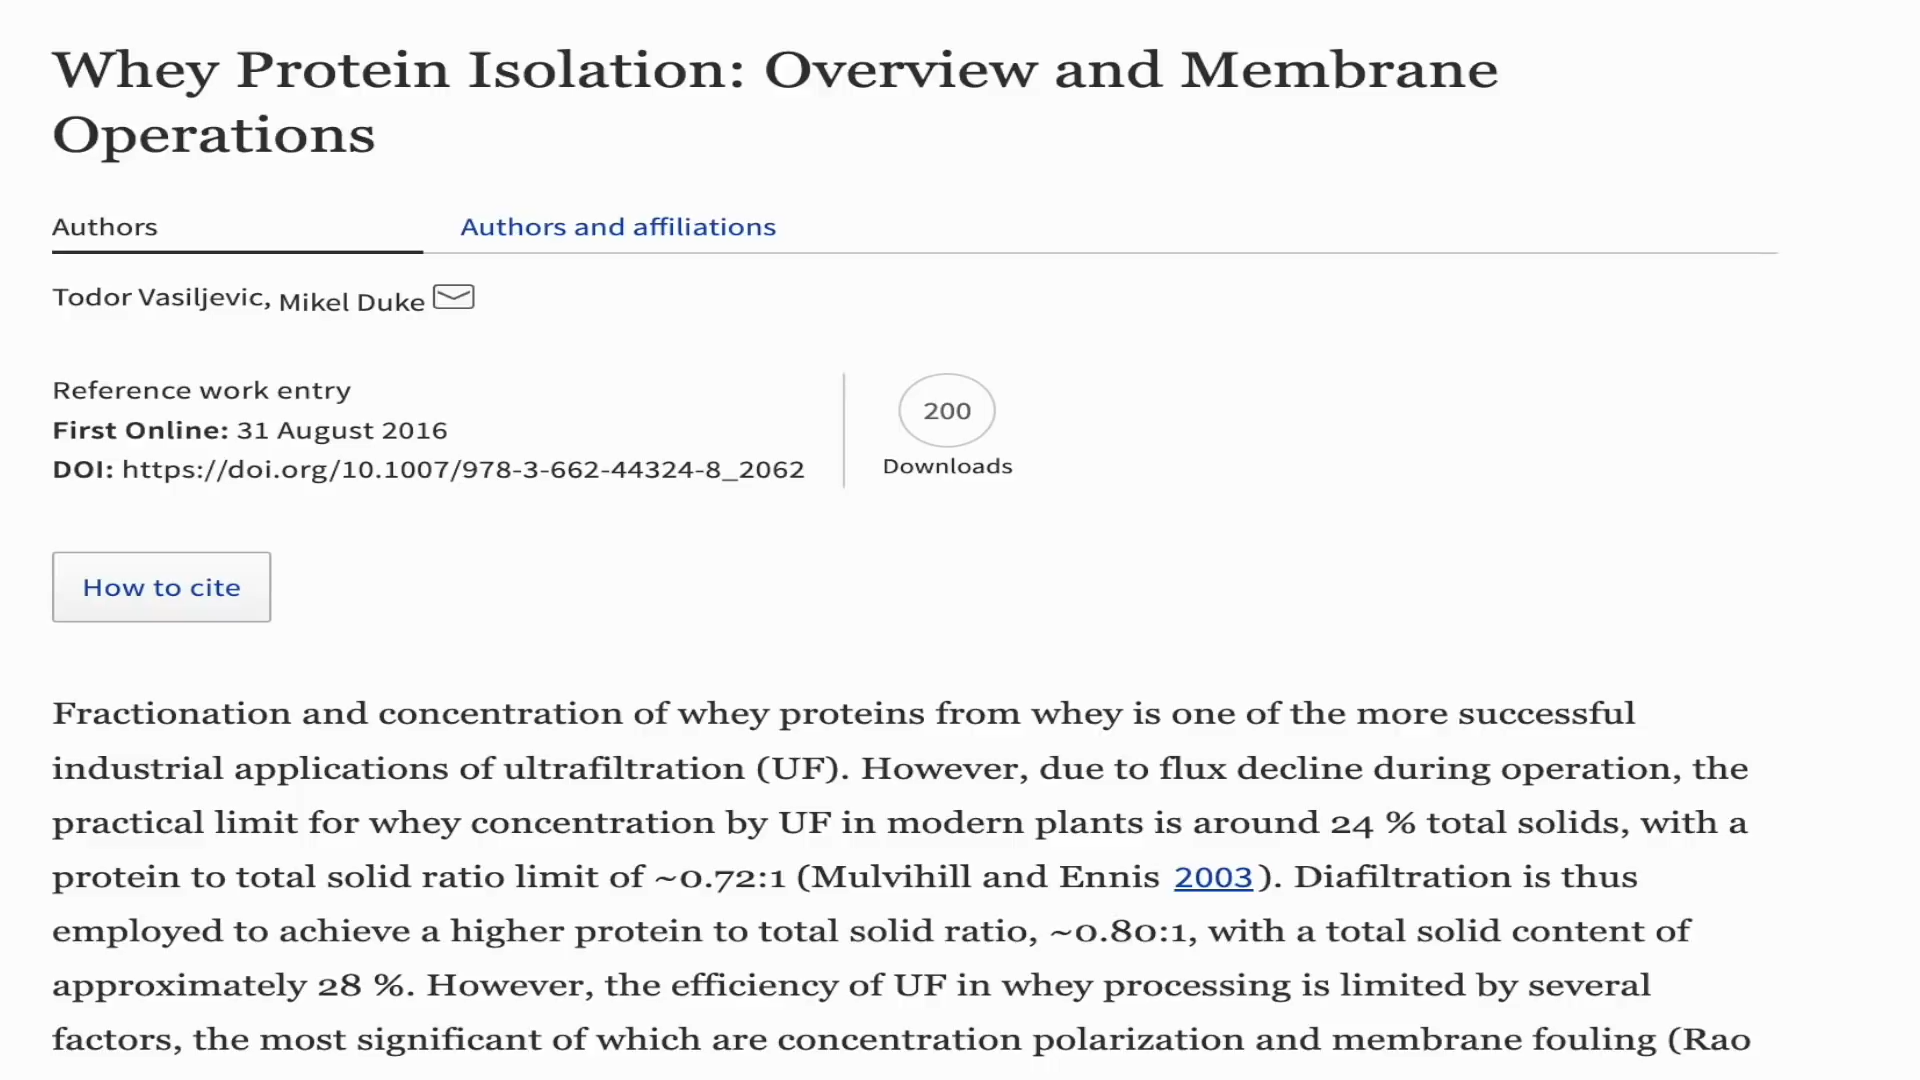 Whey Protein Isolation: Overview and Membrane
Operations
Authors
Authors and affiliations
Todor Vasiljevic, Mikel Duke
Reference work entry
First Online: 31 August 2016
DOI: https://doi.org/10.1007/978-3-662-44324-8_2062
200
Downloads
How to cite
Fractionation and concentration of whey proteins from whey is one of the more successful
industrial applications of ultrafiltration (UF). However, due to flux decline during operation, the
practical limit for whey concentration by UF in modern plants is around 24 % total solids, with a
protein to total solid ratio limit of ~0.72:1 (Mulvihill and Ennis 2003). Diafiltration is thus
employed to achieve a higher protein to total solid ratio, ~0.80:1, with a total solid content of
approximately 28 %. However, the efficiency of UF in whey processing is limited by several
factors, the most significant of which are concentration polarization and membrane fouling (Rao